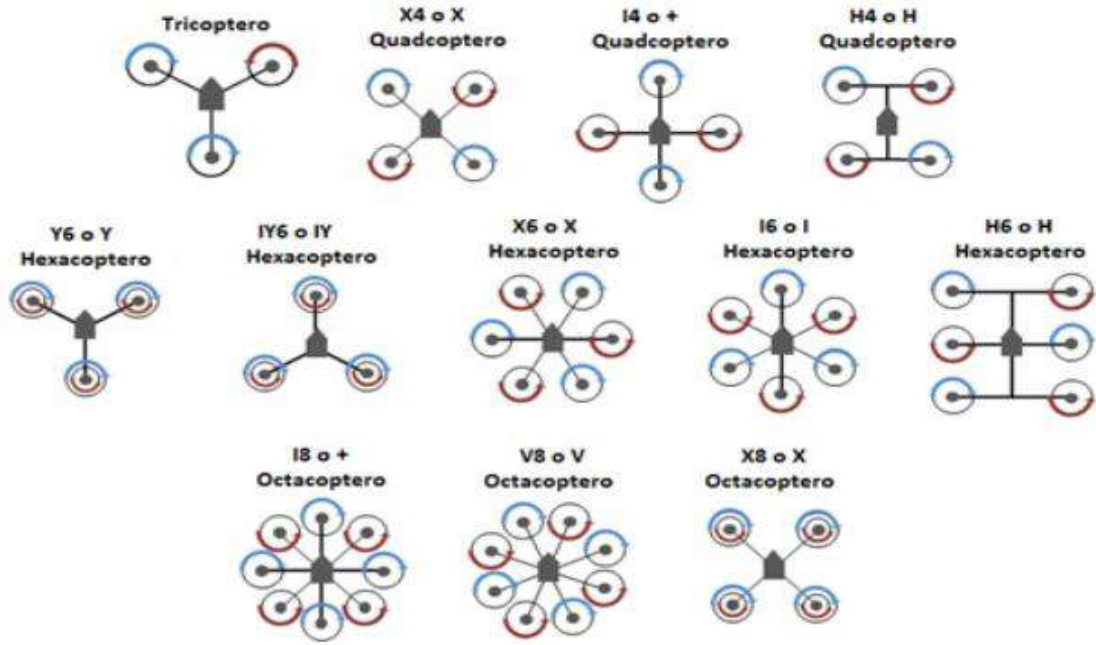 Tricoptero
X4 o X
Quadcoptero
I4 o +
Quadcoptero
H4 o H
Quadcoptero
Y6 o Y
Hexacoptero
IY6 o IY
Hexacoptero
X6 o X
Hexacoptero
I6 o I
Hexacoptero
H6 o H
Hexacoptero
I8 o +
Octacoptero
V8 o V
Octacoptero
X8 o X
Octacoptero